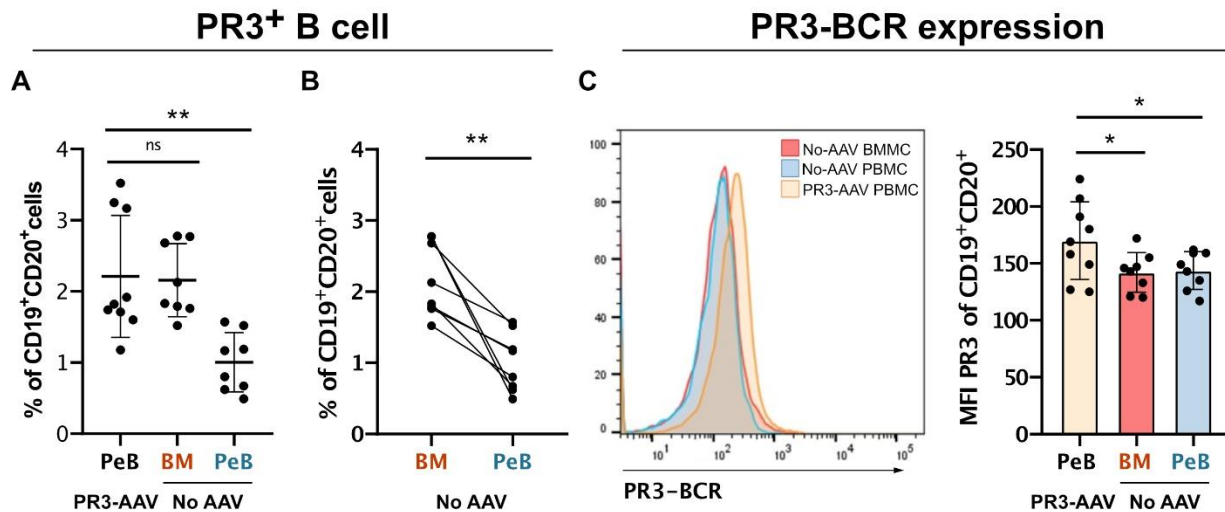 PR3⁺ B cell
PR3-BCR expression
A
**
ns
% of CD19⁺CD20⁺cells
4
3
2
1
0
PeB BM PeB
PR3-AAV No AAV
B
**
% of CD19⁺CD20⁺cells
4
3
2
1
0
BM PeB
No AAV
C
100
80
60
40
20
0
10¹ 10² 10³ 10⁴ 10⁵
PR3-BCR
No-AAV BMMC
No-AAV PBMC
PR3-AAV PBMC
*
*
MFI PR3 of CD19⁺CD20⁺
250
200
150
100
50
0
PeB BM PeB
PR3-AAV No AAV